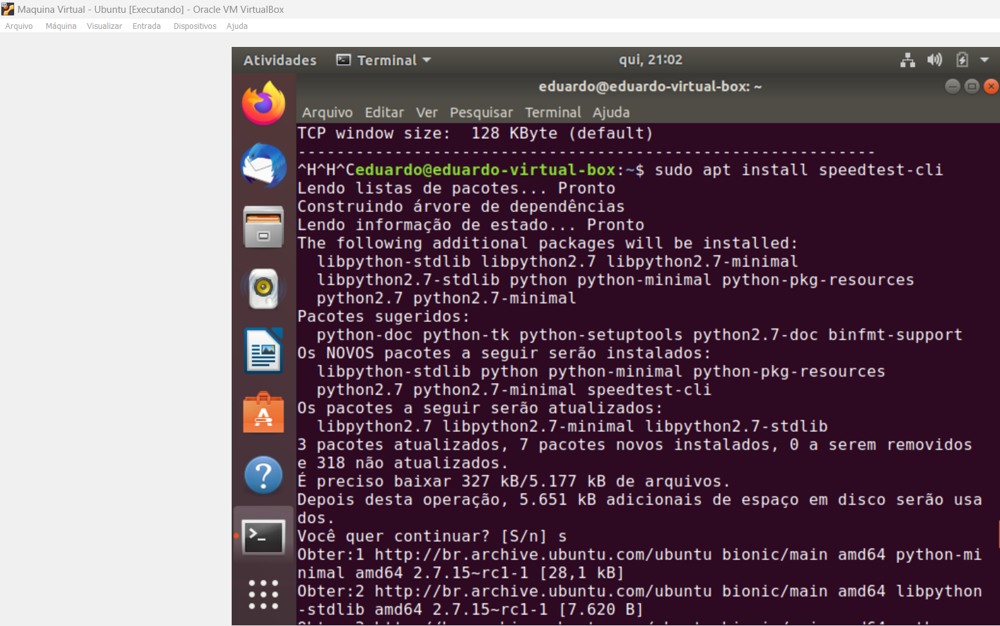 Maquina Virtual - Ubuntu [Executando] - Oracle VM VirtualBox
Arquivo Máquina Visualizar Entrada Dispositivos Ajuda
Atividades Terminal qui, 21:02
eduardo@eduardo-virtual-box: ~
Arquivo Editar Ver Pesquisar Terminal Ajuda
TCP window size:  128 KByte (default)
------------------------------------------------------------
^H^H^Ceduardo@eduardo-virtual-box:~$ sudo apt install speedtest-cli
Lendo listas de pacotes... Pronto
Construindo árvore de dependências
Lendo informação de estado... Pronto
The following additional packages will be installed:
  libpython-stdlib libpython2.7 libpython2.7-minimal
  libpython2.7-stdlib python python-minimal python-pkg-resources
  python2.7 python2.7-minimal
Pacotes sugeridos:
  python-doc python-tk python-setuptools python2.7-doc binfmt-support
Os NOVOS pacotes a seguir serão instalados:
  libpython-stdlib python python-minimal python-pkg-resources
  python2.7 python2.7-minimal speedtest-cli
Os pacotes a seguir serão atualizados:
  libpython2.7 libpython2.7-minimal libpython2.7-stdlib
3 pacotes atualizados, 7 pacotes novos instalados, 0 a serem removidos
e 318 não atualizados.
É preciso baixar 327 kB/5.177 kB de arquivos.
Depois desta operação, 5.651 kB adicionais de espaço em disco serão usa
dos.
Você quer continuar? [S/n] s
Obter:1 http://br.archive.ubuntu.com/ubuntu bionic/main amd64 python-mi
nimal amd64 2.7.15~rc1-1 [28,1 kB]
Obter:2 http://br.archive.ubuntu.com/ubuntu bionic/main amd64 libpython
-stdlib amd64 2.7.15~rc1-1 [7.620 B]